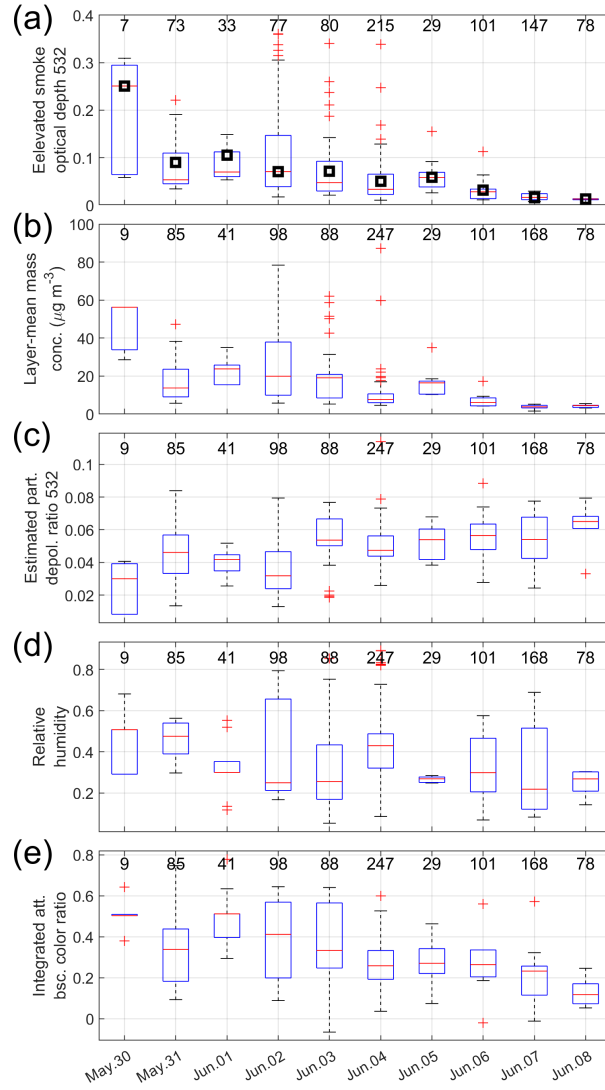 (a)
7 73 33 77 80 215 29 101 147 78
0.4
0.3
0.2
0.1
0
Eelevated smoke
optical depth 532
(b)
9 85 41 98 88 247 29 101 168 78
100
80
60
40
20
0
Layer-mean mass
conc. (μg m⁻³)
(c)
9 85 41 98 88 247 29 101 168 78
0.1
0.08
0.06
0.04
0.02
Estimated part.
depol. ratio 532
(d)
9 85 41 98 88 247 29 101 168 78
0.8
0.6
0.4
0.2
Relative
humidity
(e)
9 85 41 98 88 247 29 101 168 78
0.8
0.6
0.4
0.2
0
Integrated att.
bsc. color ratio
May.30 May.31 Jun.01 Jun.02 Jun.03 Jun.04 Jun.05 Jun.06 Jun.07 Jun.08